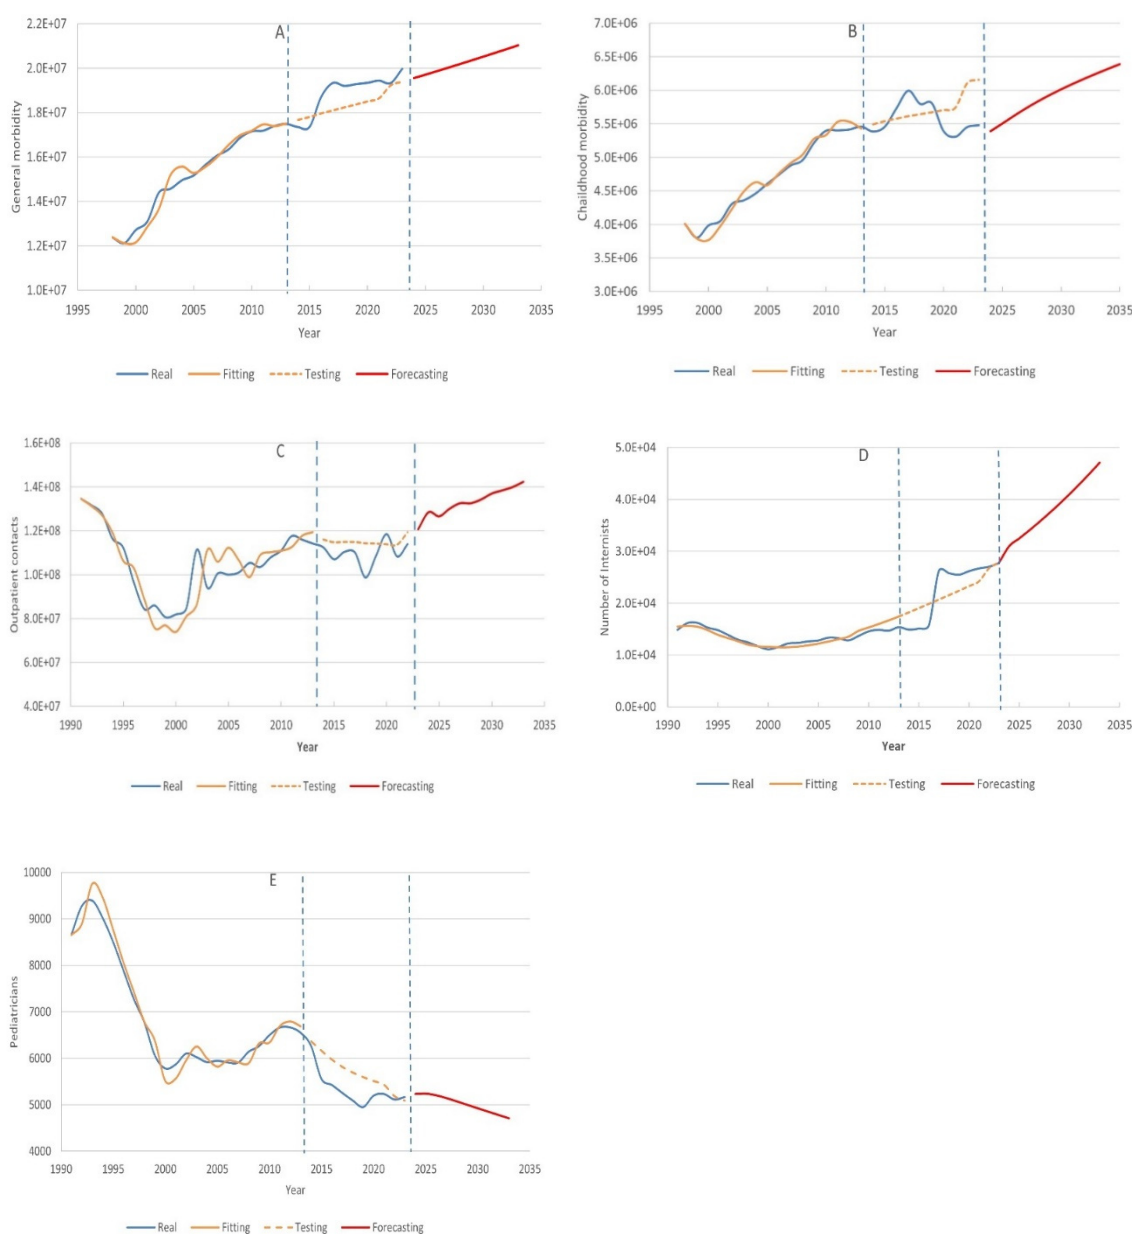 A
General morbidity
2.2E+07
2.0E+07
1.8E+07
1.6E+07
1.4E+07
1.2E+07
1.0E+07
1995 2000 2005 2010 2015 2020 2025 2030 2035
Year
Real Fitting Testing Forecasting
B
Chaildhood morbidity
7.0E+06
6.5E+06
6.0E+06
5.5E+06
5.0E+06
4.5E+06
4.0E+06
3.5E+06
3.0E+06
1995 2000 2005 2010 2015 2020 2025 2030 2035
Year
Real Fitting Testing Forecasting
C
Outpatient contacts
1.6E+08
1.4E+08
1.2E+08
1.0E+08
8.0E+07
6.0E+07
4.0E+07
1990 1995 2000 2005 2010 2015 2020 2025 2030 2035
Year
Real Fitting Testing Forecasting
D
Number of Internists
5.0E+04
4.0E+04
3.0E+04
2.0E+04
1.0E+04
0.0E+00
1990 1995 2000 2005 2010 2015 2020 2025 2030 2035
Year
Real Fitting Testing Forecasting
E
Pediatricians
10000
9000
8000
7000
6000
5000
4000
1990 1995 2000 2005 2010 2015 2020 2025 2030 2035
Year
Real Fitting Testing Forecasting